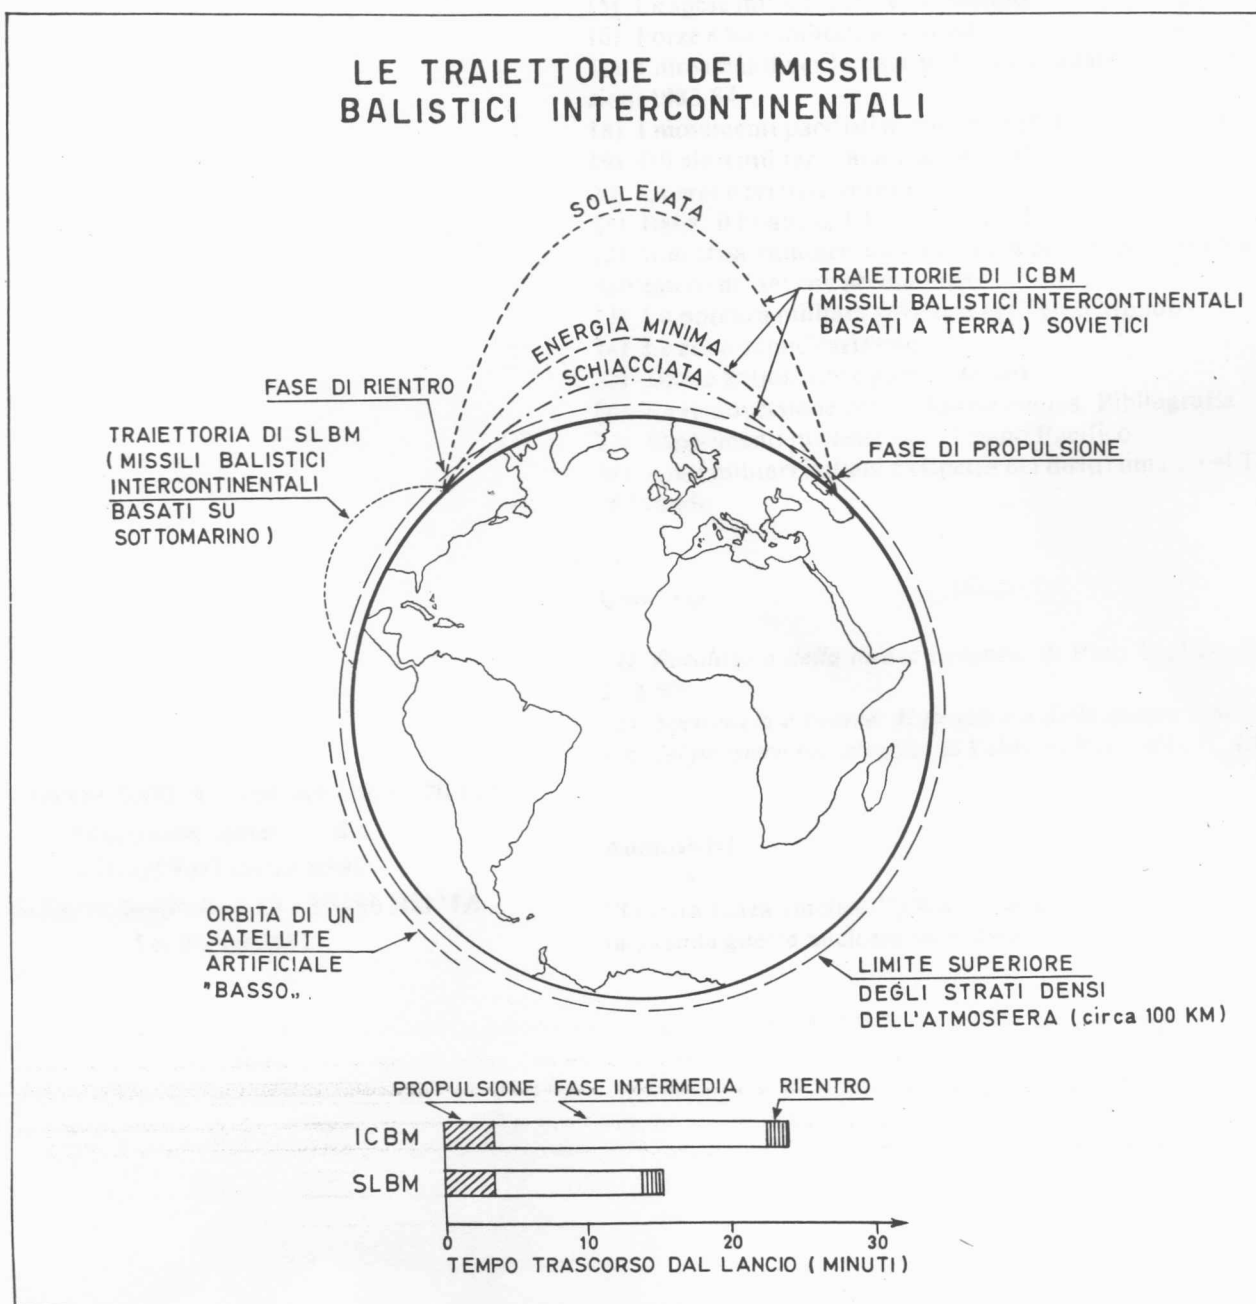 LE TRAIETTORIE DEI MISSILI
BALISTICI INTERCONTINENTALI
SOLLEVATA
ENERGIA MINIMA
SCHIACCIATA
TRAIETTORIE DI ICBM
(MISSILI BALISTICI INTERCONTINENTALI
BASATI A TERRA) SOVIETICI
FASE DI RIENTRO
FASE DI PROPULSIONE
TRAIETTORIA DI SLBM
(MISSILI BALISTICI
INTERCONTINENTALI
BASATI SU
SOTTOMARINO)
ORBITA DI UN
SATELLITE
ARTIFICIALE
"BASSO„
LIMITE SUPERIORE
DEGLI STRATI DENSI
DELL'ATMOSFERA (circa 100 KM)
PROPULSIONE FASE INTERMEDIA RIENTRO
ICBM
SLBM
0 10 20 30
TEMPO TRASCORSO DAL LANCIO (MINUTI)